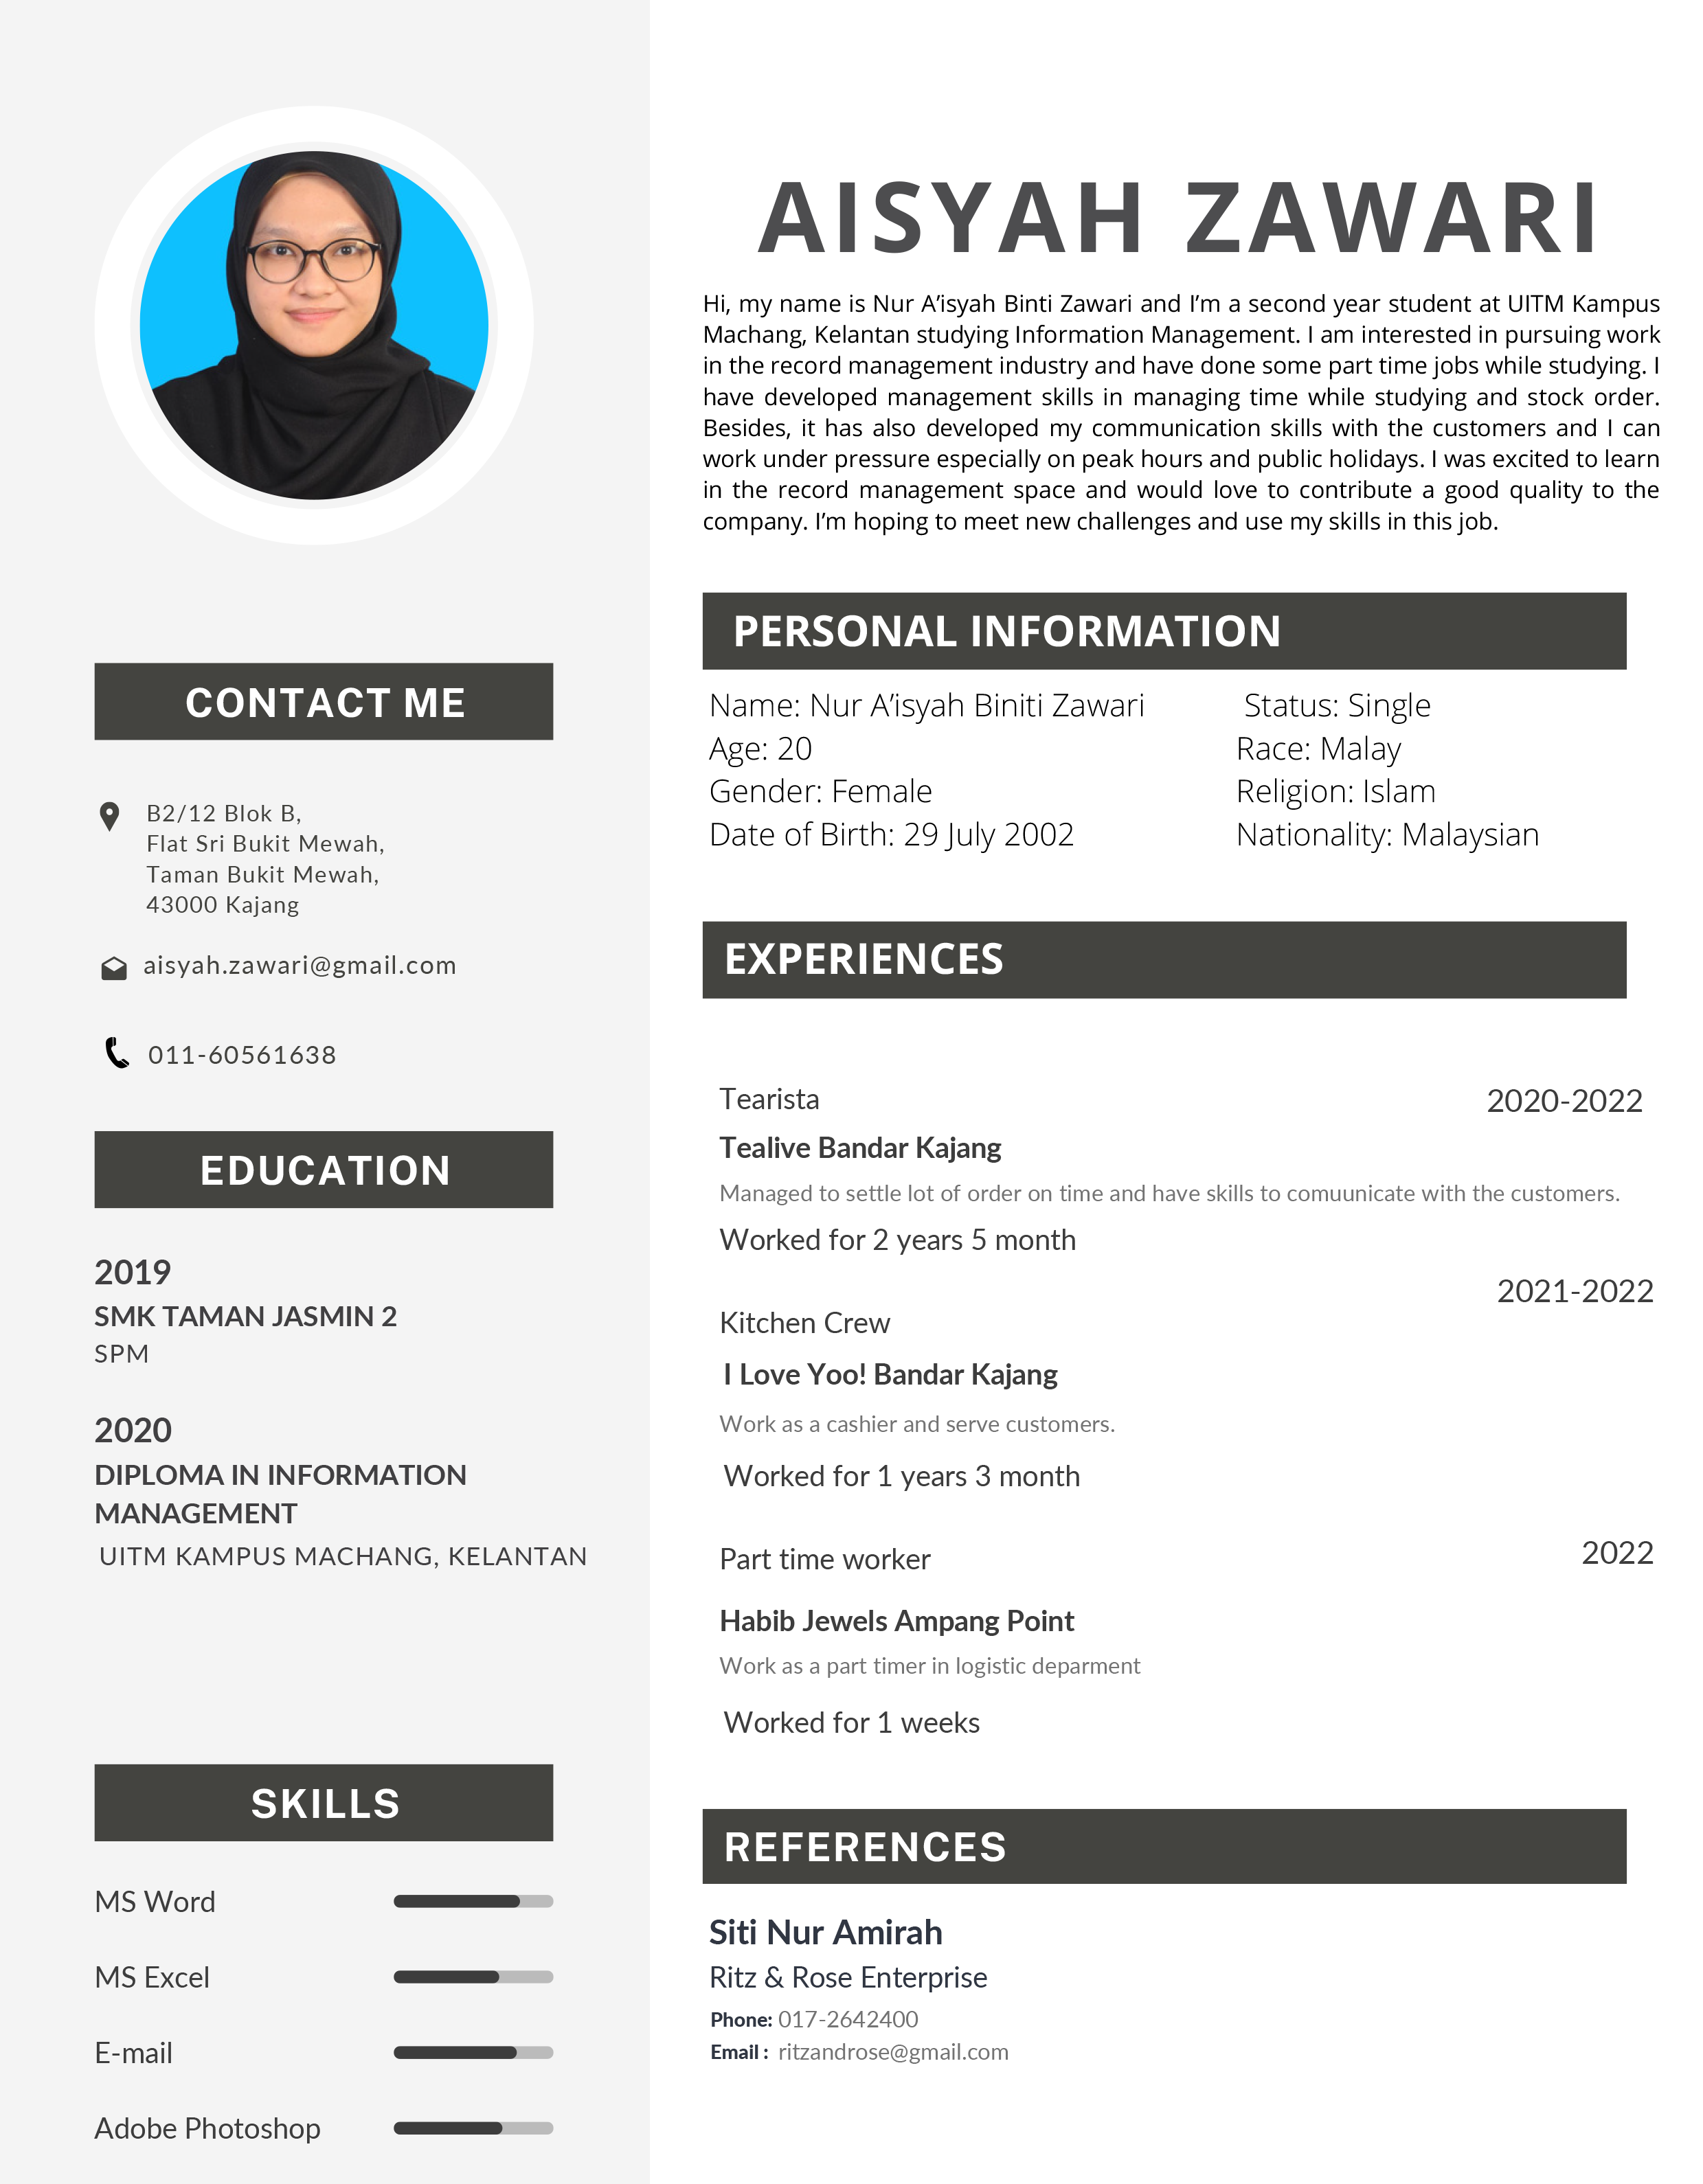 AISYAH ZAWARI
Hi, my name is Nur A’isyah Binti Zawari and I’m a second year student at UITM Kampus
Machang, Kelantan studying Information Management. I am interested in pursuing work
in the record management industry and have done some part time jobs while studying. I
have developed management skills in managing time while studying and stock order.
Besides, it has also developed my communication skills with the customers and I can
work under pressure especially on peak hours and public holidays. I was excited to learn
in the record management space and would love to contribute a good quality to the
company. I’m hoping to meet new challenges and use my skills in this job.
CONTACT ME
B2/12 Blok B,
Flat Sri Bukit Mewah,
Taman Bukit Mewah,
43000 Kajang
aisyah.zawari@gmail.com
011-60561638
EDUCATION
2019
SMK TAMAN JASMIN 2
SPM
2020
DIPLOMA IN INFORMATION
MANAGEMENT
UITM KAMPUS MACHANG, KELANTAN
SKILLS
MS Word
MS Excel
E-mail
Adobe Photoshop
PERSONAL INFORMATION
Name: Nur A’isyah Biniti Zawari
Age: 20
Gender: Female
Date of Birth: 29 July 2002
Status: Single
Race: Malay
Religion: Islam
Nationality: Malaysian
EXPERIENCES
Tearista 2020-2022
Tealive Bandar Kajang
Managed to settle lot of order on time and have skills to comuunicate with the customers.
Worked for 2 years 5 month
2021-2022
Kitchen Crew
I Love Yoo! Bandar Kajang
Work as a cashier and serve customers.
Worked for 1 years 3 month
Part time worker 2022
Habib Jewels Ampang Point
Work as a part timer in logistic deparment
Worked for 1 weeks
REFERENCES
Siti Nur Amirah
Ritz & Rose Enterprise
Phone: 017-2642400
Email : ritzandrose@gmail.com